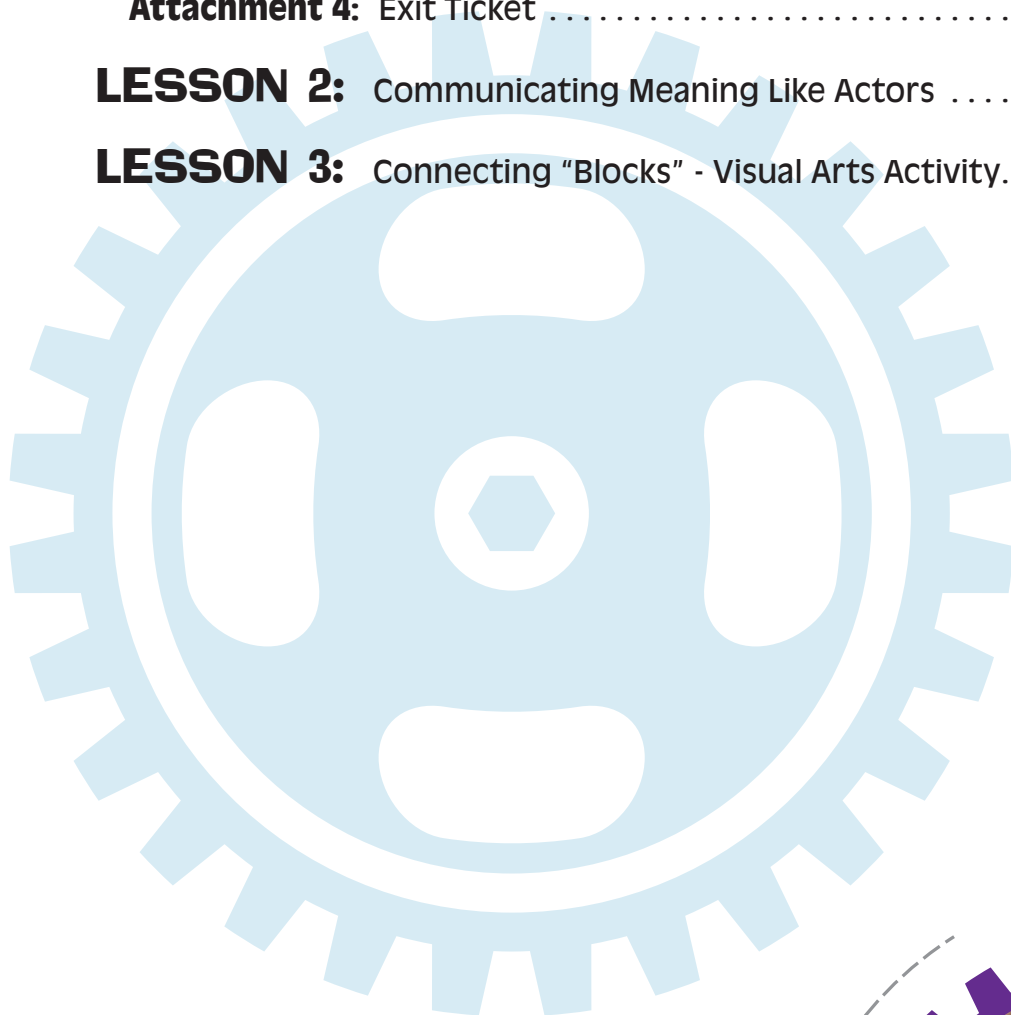 Attachment 4: Exit Ticket . . . . . . . . . . . . . . . . . . . . . . . . . . . . . .
LESSON 2: Communicating Meaning Like Actors . . . .
LESSON 3: Connecting “Blocks” - Visual Arts Activity.